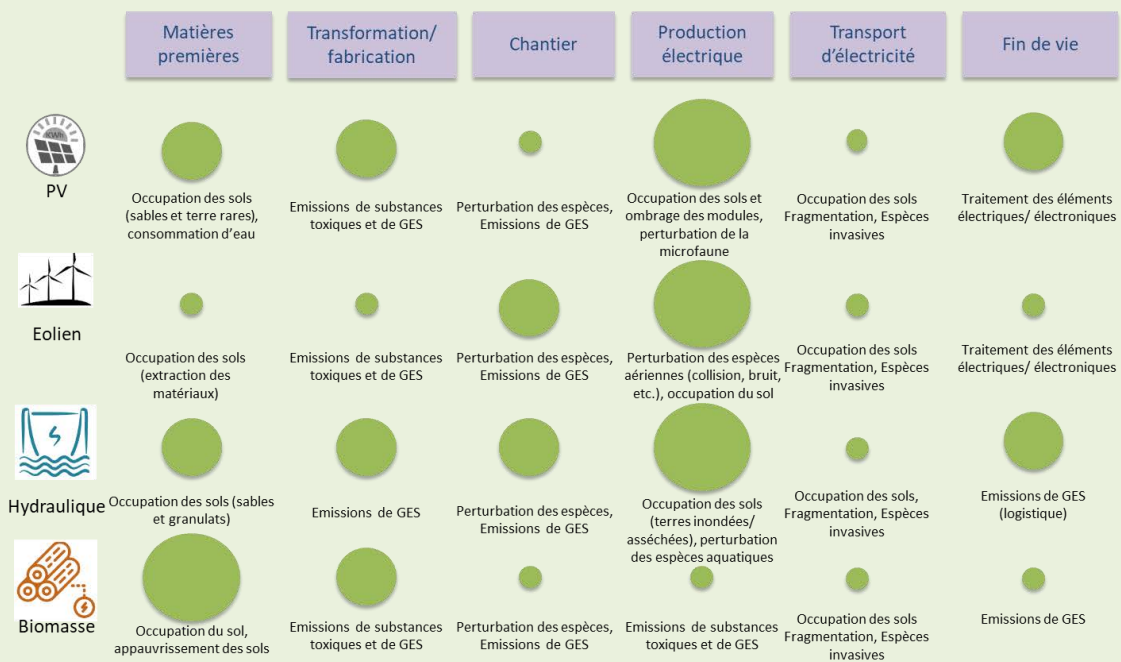 Matières
premières
Transformation/
fabrication
Chantier
Production
électrique
Transport
d'électricité
Fin de vie
KWh
PV
Occupation des sols
(sables et terre rares),
consommation d'eau
Emissions de substances
toxiques et de GES
Perturbation des espèces,
Emissions de GES
Occupation des sols et
ombrage des modules,
perturbation de la
microfaune
Occupation des sols
Fragmentation, Espèces
invasives
Traitement des éléments
électriques/ électroniques
Eolien
Occupation des sols
(extraction des
matériaux)
Emissions de substances
toxiques et de GES
Perturbation des espèces,
Emissions de GES
Perturbation des espèces
aériennes (collision, bruit,
etc.), occupation du sol
Occupation des sols
Fragmentation, Espèces
invasives
Traitement des éléments
électriques/ électroniques
Hydraulique
Occupation des sols (sables
et granulats)
Emissions de GES
Perturbation des espèces,
Emissions de GES
Occupation des sols
(terres inondées/
asséchées), perturbation
des espèces aquatiques
Occupation des sols,
Fragmentation, Espèces
invasives
Emissions de GES
(logistique)
Biomasse
Occupation du sol,
appauvrissement des sols
Emissions de substances
toxiques et de GES
Perturbation des espèces,
Emissions de GES
Emissions de substances
toxiques et de GES
Occupation des sols
Fragmentation, Espèces
invasives
Emissions de GES